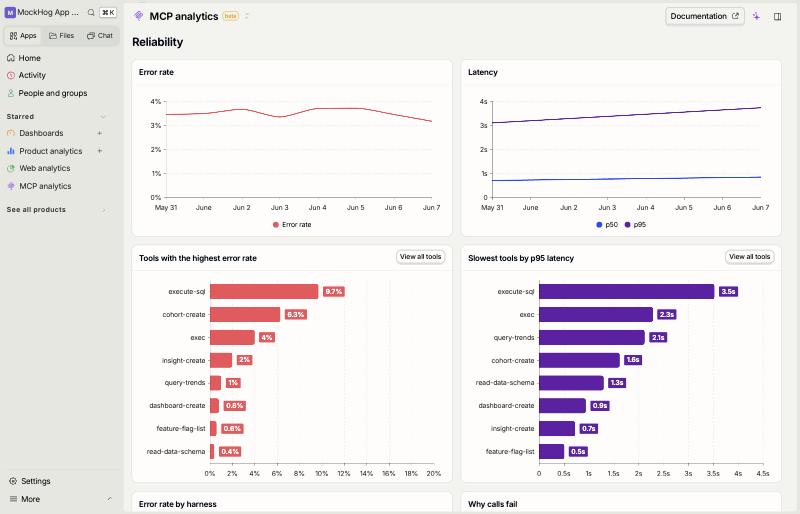 MockHog App ...
⌘K
Apps
Files
Chat
Home
Activity
People and groups
Starred
Dashboards
Product analytics
Web analytics
MCP analytics
See all products
Settings
More
MCP analytics
beta
Documentation
Reliability
Error rate
4%
3%
2%
1%
0%
May 31
June
Jun 2
Jun 3
Jun 4
Jun 5
Jun 6
Jun 7
Error rate
Latency
4s
3s
2s
1s
0
May 31
June
Jun 2
Jun 3
Jun 4
Jun 5
Jun 6
Jun 7
p50
p95
Tools with the highest error rate
View all tools
execute-sql 9.7%
cohort-create 6.3%
exec 4%
insight-create 2%
query-trends 1%
dashboard-create 0.8%
feature-flag-list 0.6%
read-data-schema 0.4%
0% 2% 4% 6% 8% 10% 12% 14% 16% 18% 20%
Slowest tools by p95 latency
View all tools
execute-sql 3.5s
exec 2.3s
query-trends 2.1s
cohort-create 1.6s
read-data-schema 1.3s
dashboard-create 0.9s
insight-create 0.7s
feature-flag-list 0.5s
0 0.5s 1s 1.5s 2s 2.5s 3s 3.5s 4s 4.5s
Error rate by harness
Why calls fail